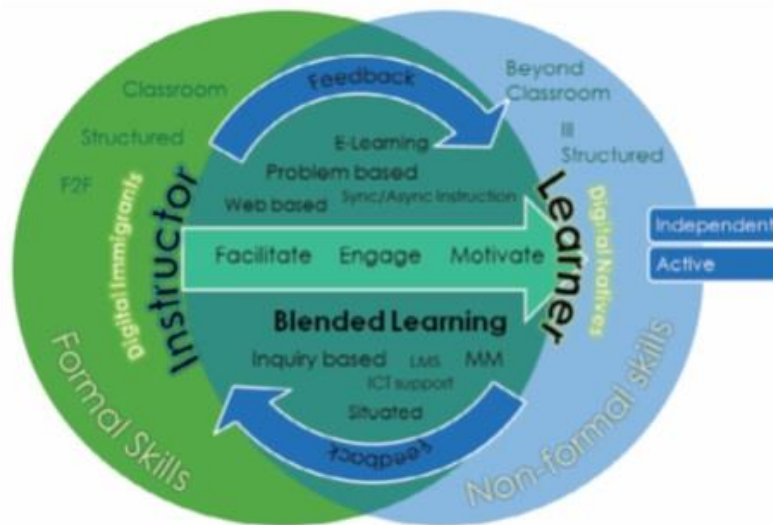 Classroom
Structured
F2F
Digital Immigrants
Instructor
Formal Skills
Feedback
E-Learning
Problem based
Web based
Sync/Async Instruction
Facilitate Engage Motivate
Blended Learning
Inquiry based LMS MM
ICT support
Situated
Feedback
Beyond
Classroom
Ill
Structured
Learner
Digital Natives
Non-formal skills
Independent
Active